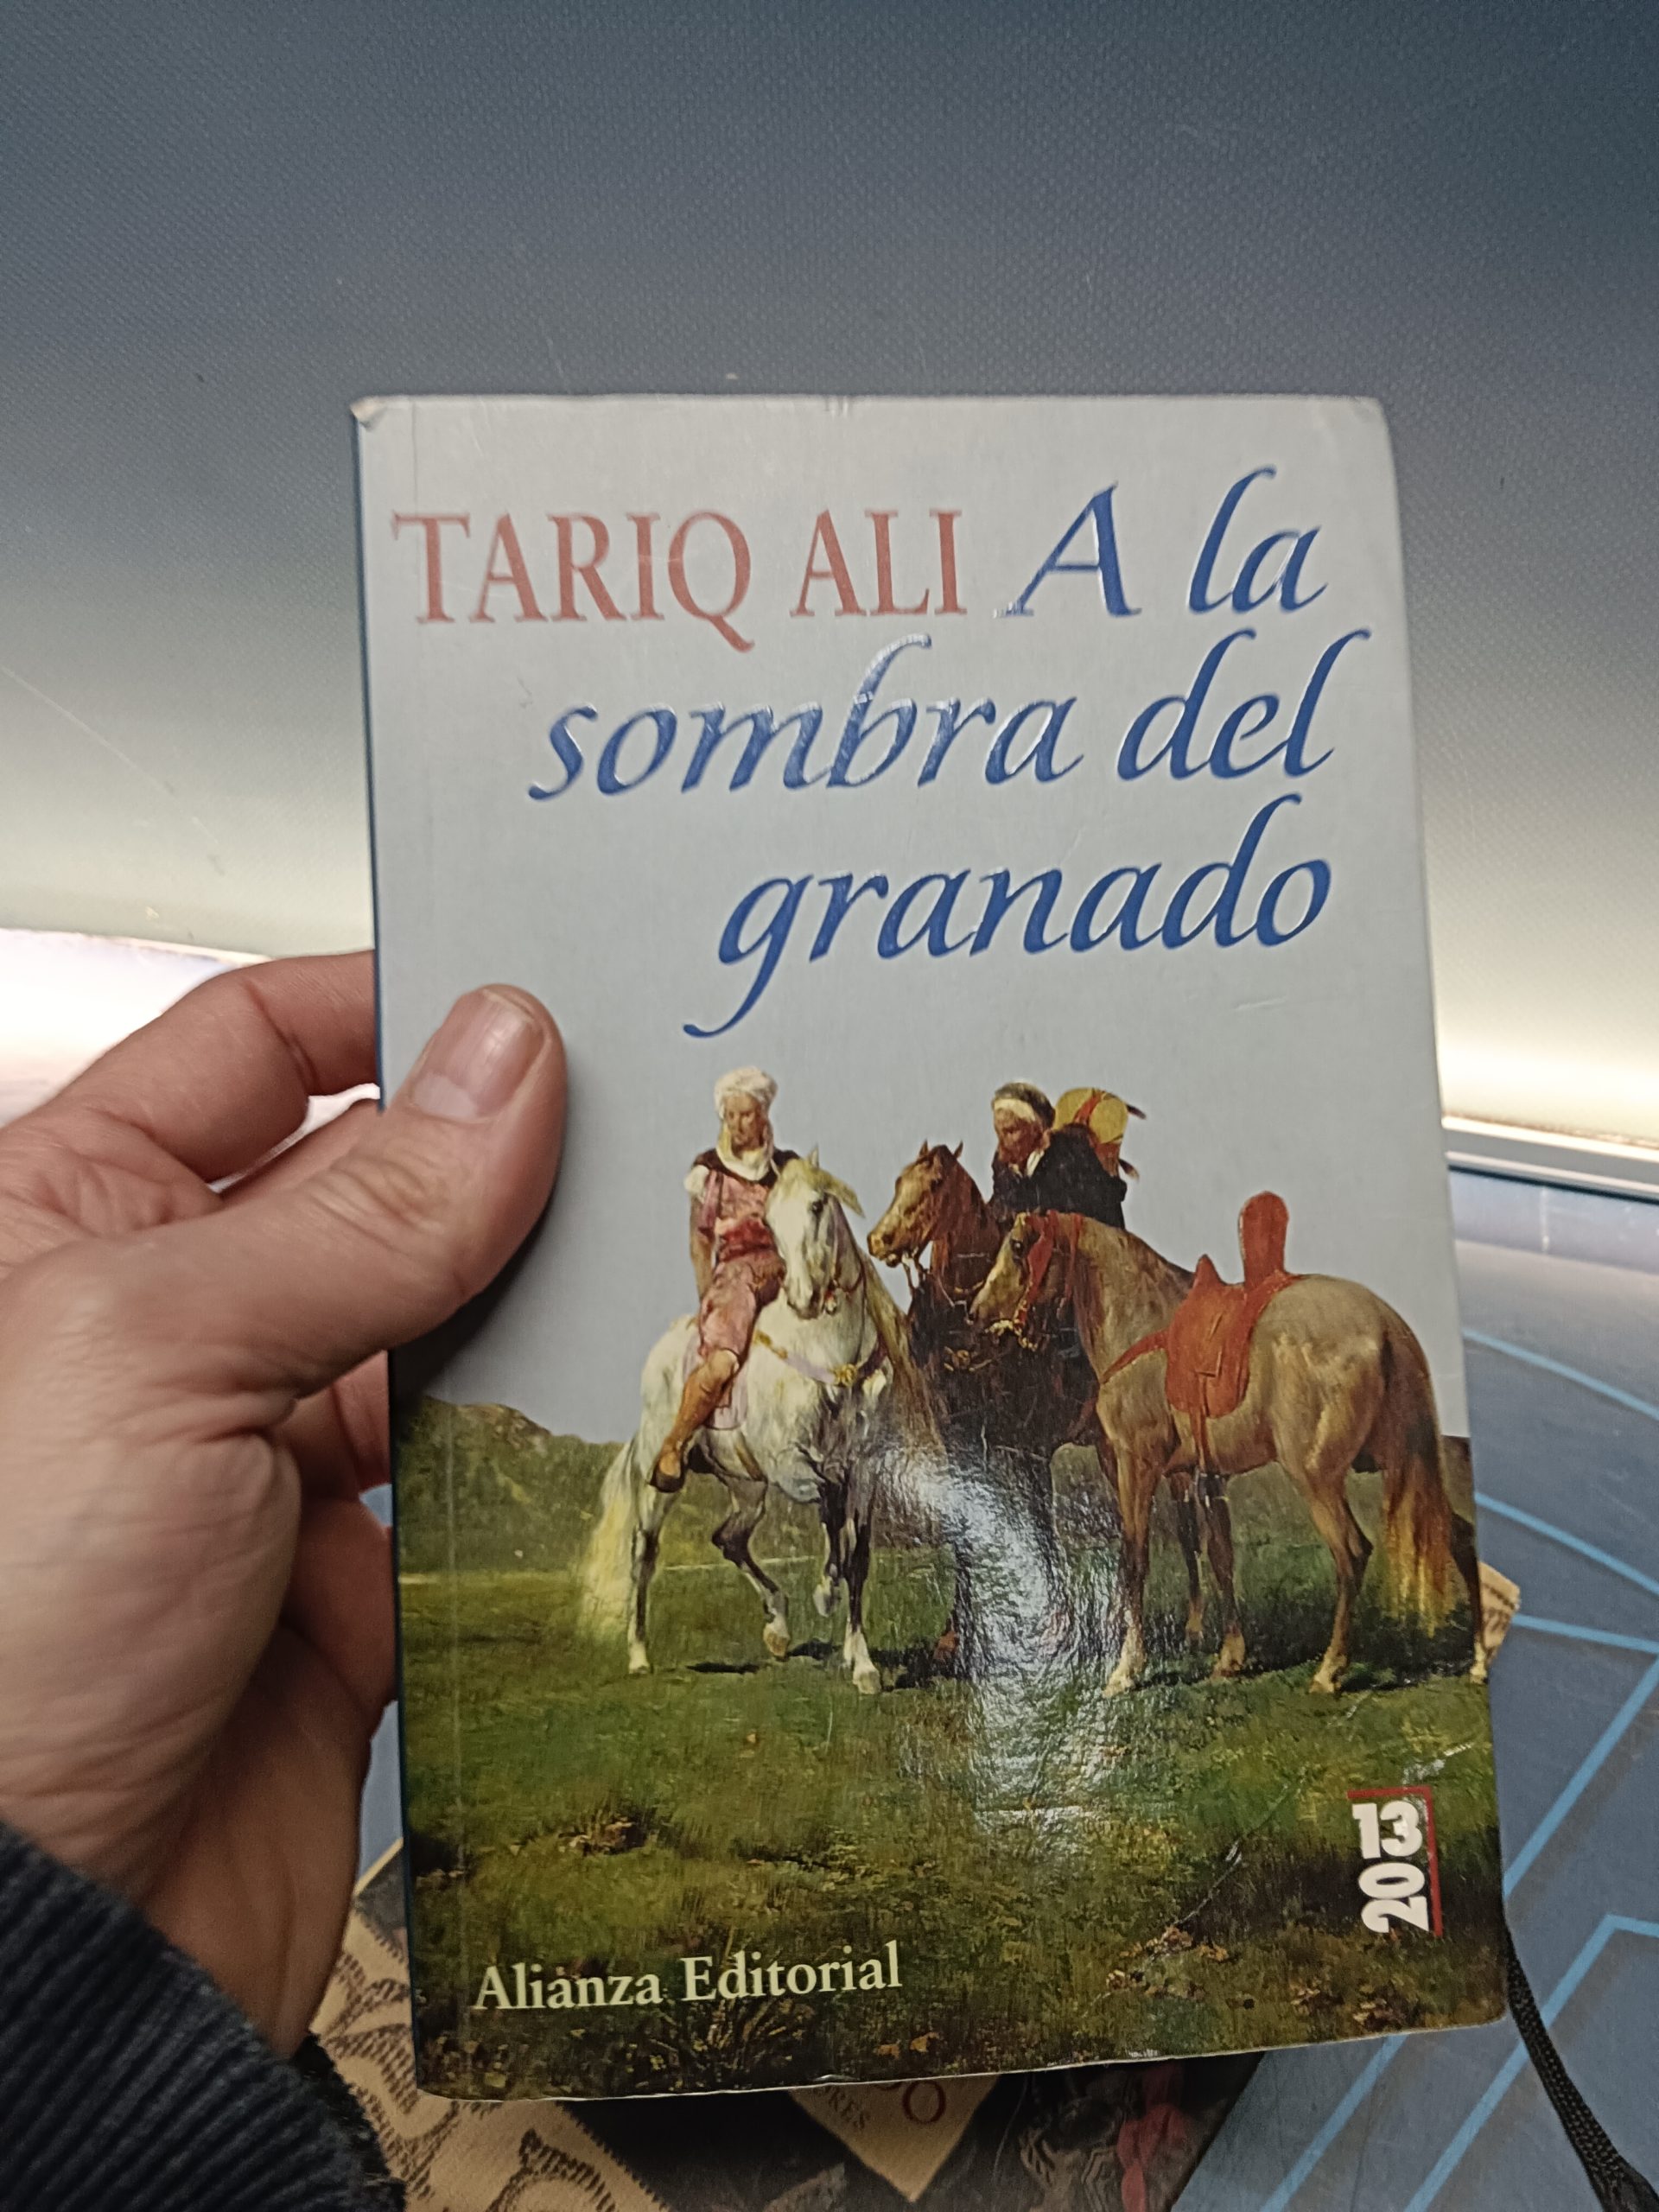 TARIQ ALI A la
sombra del
granado
13
20
Alianza Editorial